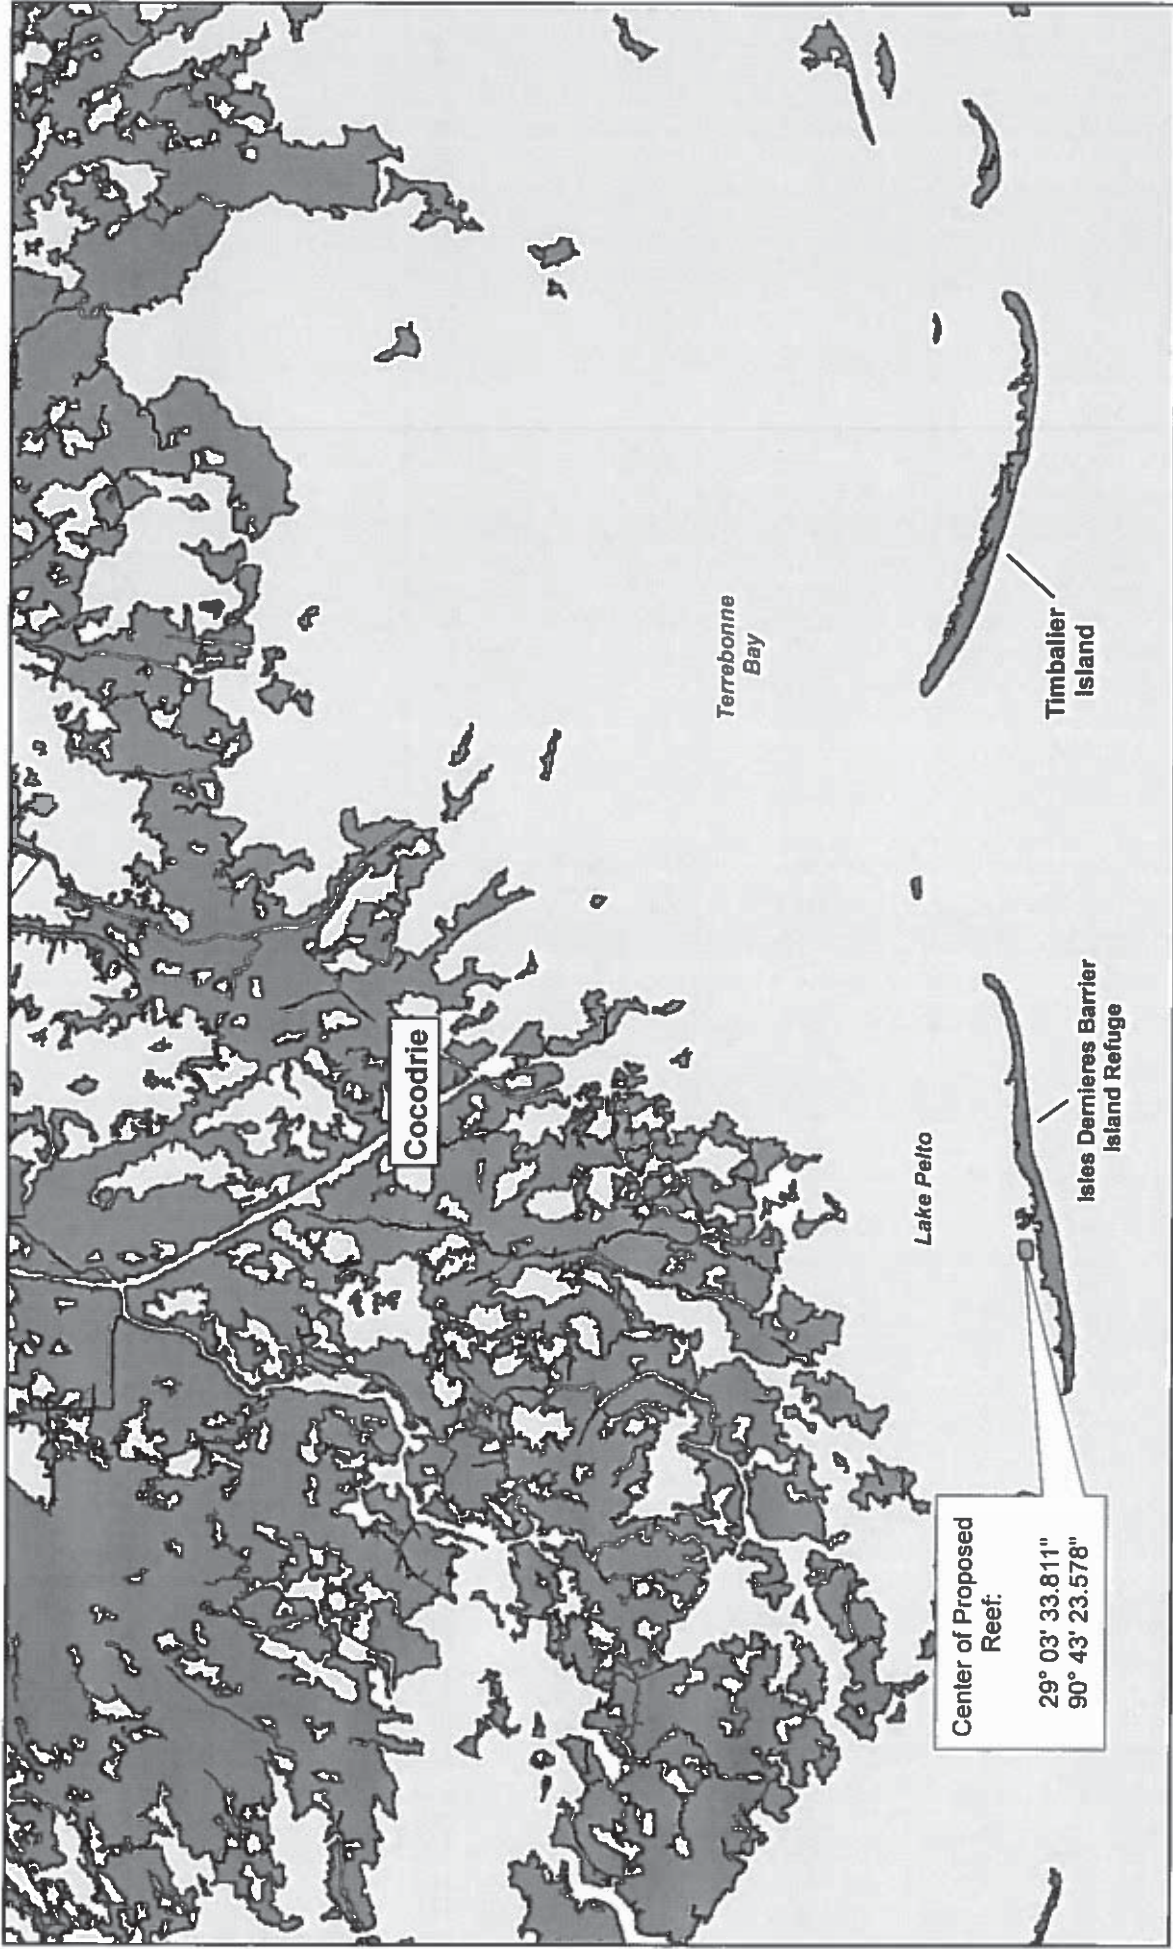 Cocodrie
Terrebonne
Bay
Lake Pelto
Timbalier
Island
Isles Dernieres Barrier
Island Refuge
Center of Proposed
Reef:
29° 03' 33.811"
90° 43' 23.578"